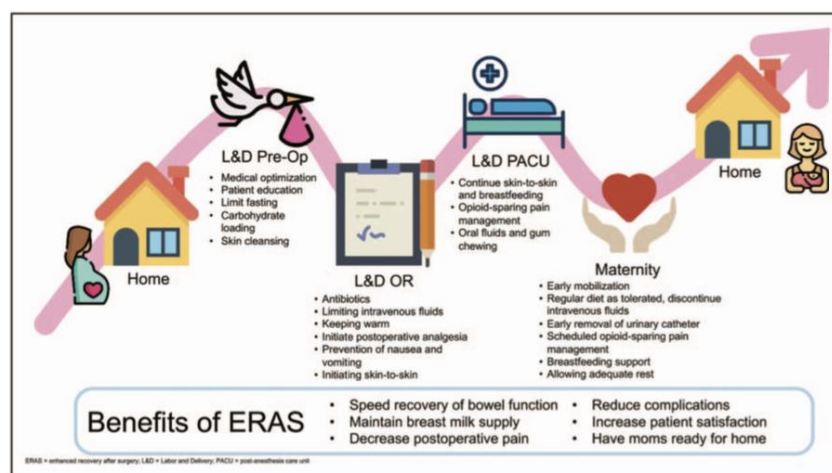 Home
L&D Pre-Op
• Medical optimization
• Patient education
• Limit fasting
• Carbohydrate
loading
• Skin cleansing
L&D OR
• Antibiotics
• Limiting intravenous fluids
• Keeping warm
• Initiate postoperative analgesia
• Prevention of nausea and
vomiting
• Initiating skin-to-skin
L&D PACU
• Continue skin-to-skin
and breastfeeding
• Opioid-sparing pain
management
• Oral fluids and gum
chewing
Maternity
• Early mobilization
• Regular diet as tolerated, discontinue
intravenous fluids
• Early removal of urinary catheter
• Scheduled opioid-sparing pain
management
• Breastfeeding support
• Allowing adequate rest
Home
Benefits of ERAS
• Speed recovery of bowel function
• Maintain breast milk supply
• Decrease postoperative pain
• Reduce complications
• Increase patient satisfaction
• Have moms ready for home
ERAS = enhanced recovery after surgery; L&D = Labor and Delivery; PACU = post-anesthesia care unit